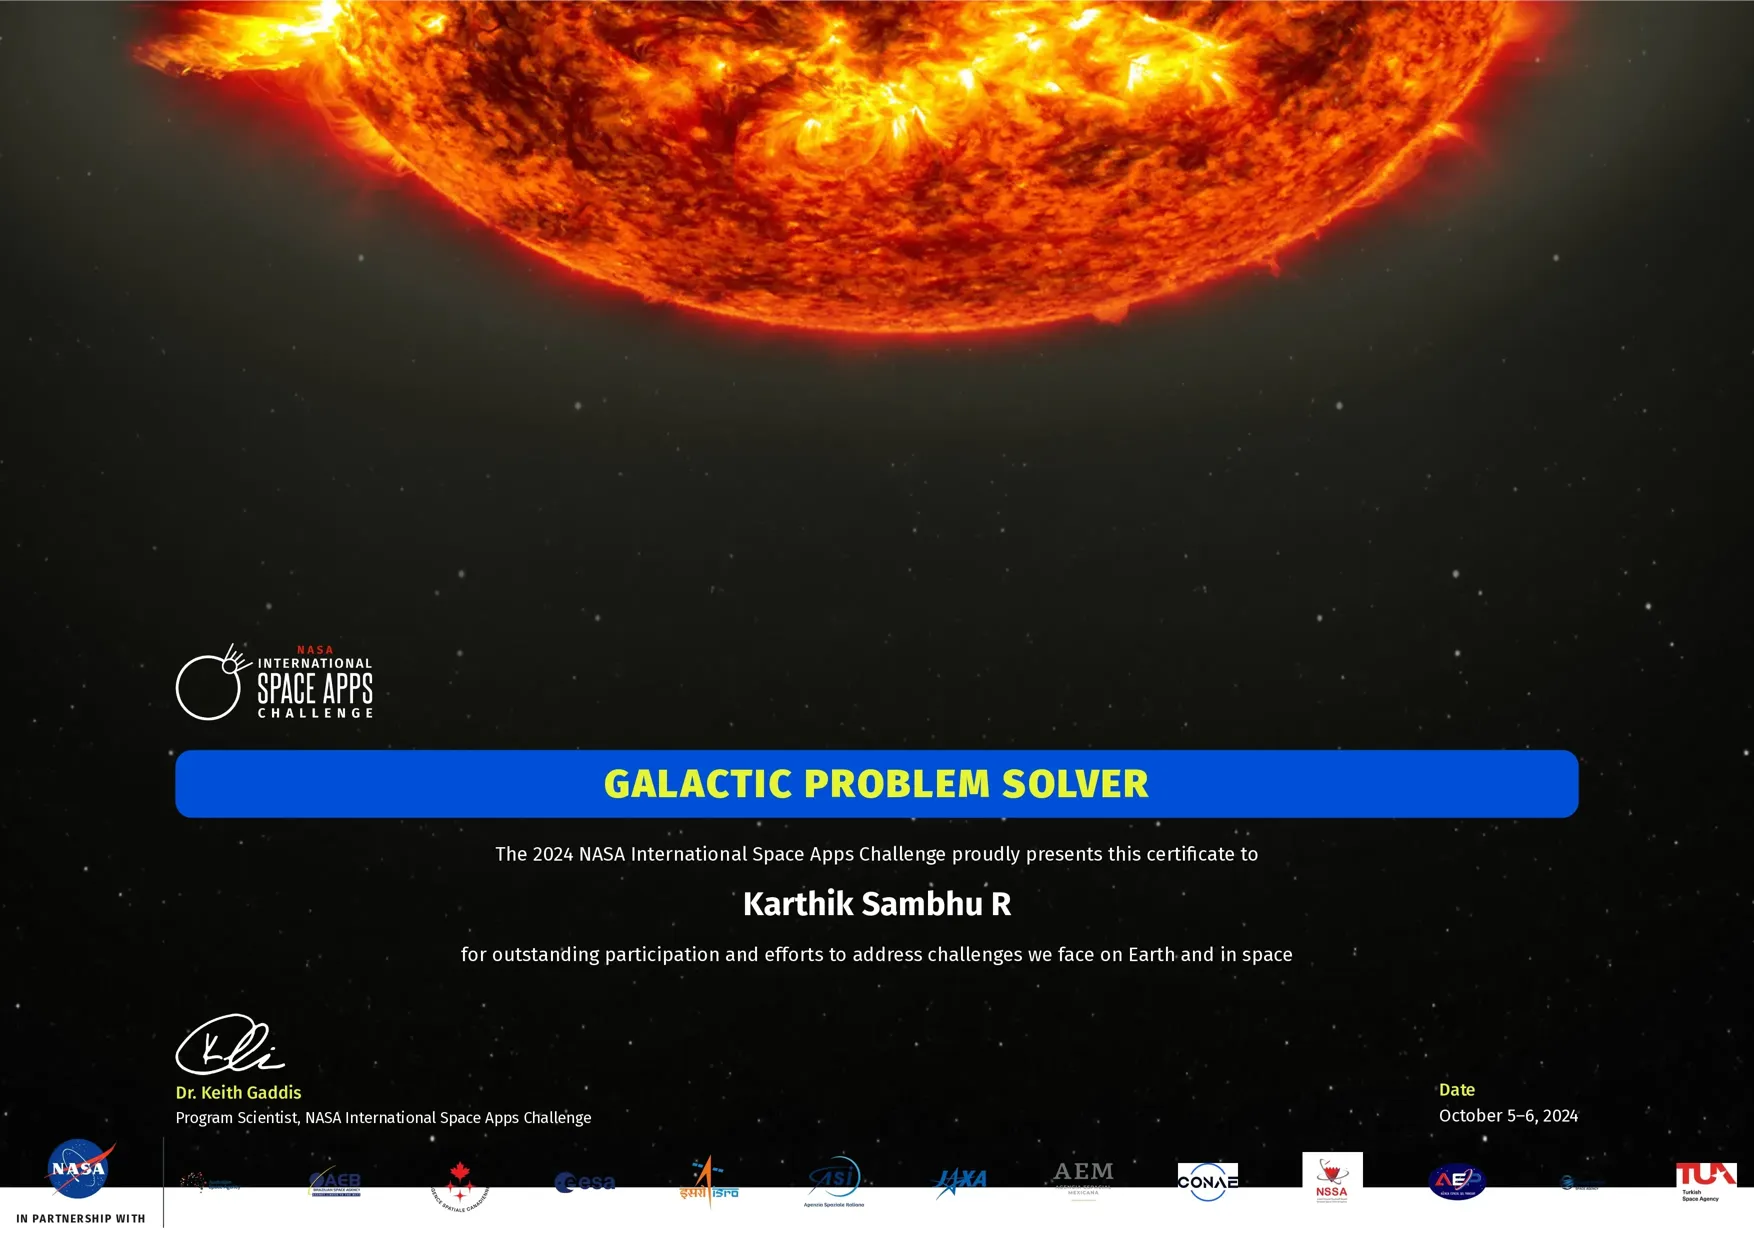 NASA
INTERNATIONAL
SPACE APPS
CHALLENGE
GALACTIC PROBLEM SOLVER
The 2024 NASA International Space Apps Challenge proudly presents this certificate to
Karthik Sambhu R
for outstanding participation and efforts to address challenges we face on Earth and in space
Dr. Keith Gaddis
Program Scientist, NASA International Space Apps Challenge
Date
October 5–6, 2024
NASA
IN PARTNERSHIP WITH
AEB
esa
इसरो isro
asi
Agenzia Spaziale Italiana
JAXA
AEM
AGENCIA ESPACIAL
MEXICANA
CONAE
NSSA
AEP
TUA
Turkish
Space Agency